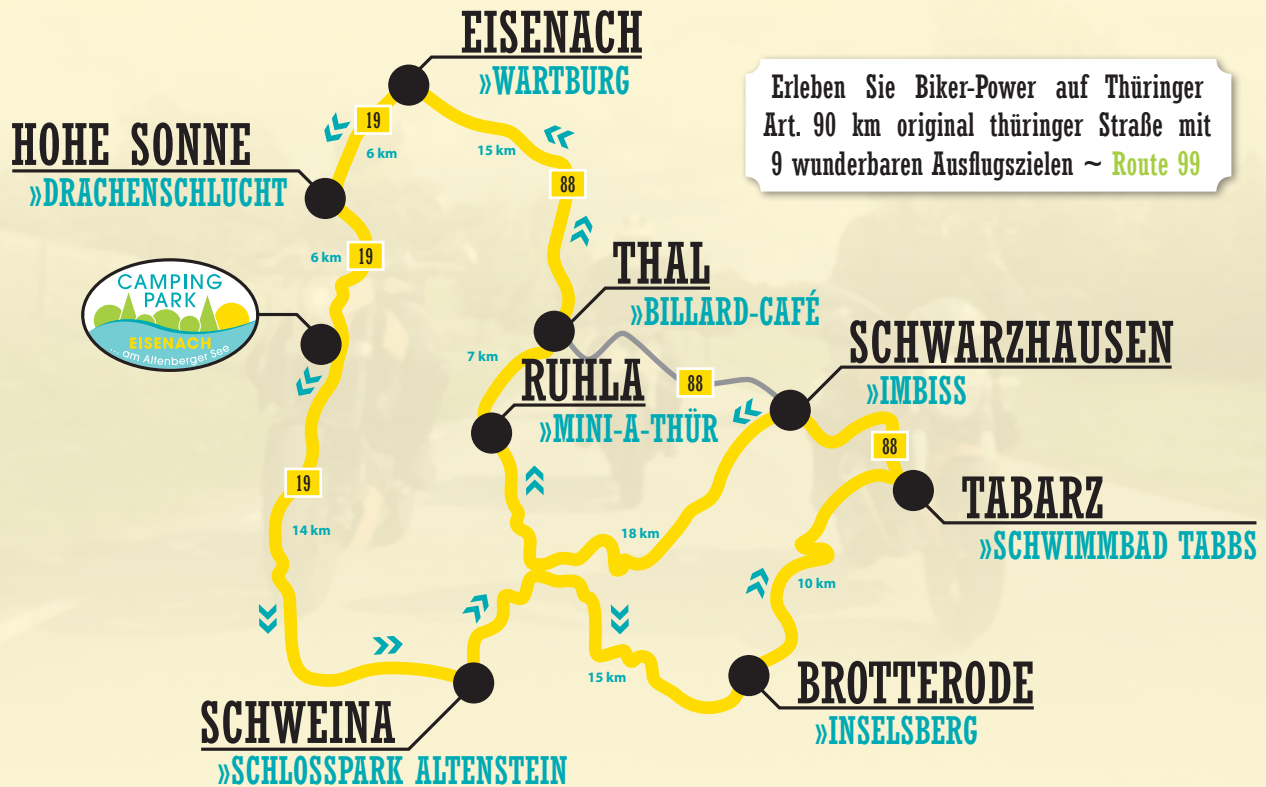 EISENACH
»WARTBURG
Erleben Sie Biker-Power auf Thüringer
Art. 90 km original thüringer Straße mit
9 wunderbaren Ausflugszielen ~ Route 99
19
6 km
15 km
88
HOHE SONNE
»DRACHENSCHLUCHT
6 km
19
CAMPING
PARK
EISENACH
... am Altenberger See
THAL
»BILLARD-CAFÉ
7 km
88
SCHWARZHAUSEN
»IMBISS
RUHLA
»MINI-A-THÜR
88
19
14 km
18 km
TABARZ
»SCHWIMMBAD TABBS
10 km
15 km
BROTTERODE
»INSELSBERG
SCHWEINA
»SCHLOSSPARK ALTENSTEIN